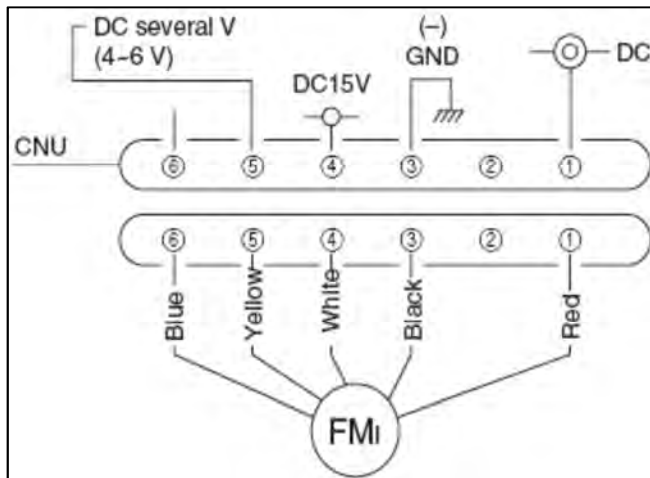 DC several V
(4~6 V)
(−)
GND
DC
DC15V
CNU
⑥ ⑤ ④ ③ ② ①
⑥ ⑤ ④ ③ ② ①
Blue
Yellow
White
Black
Red
FMI